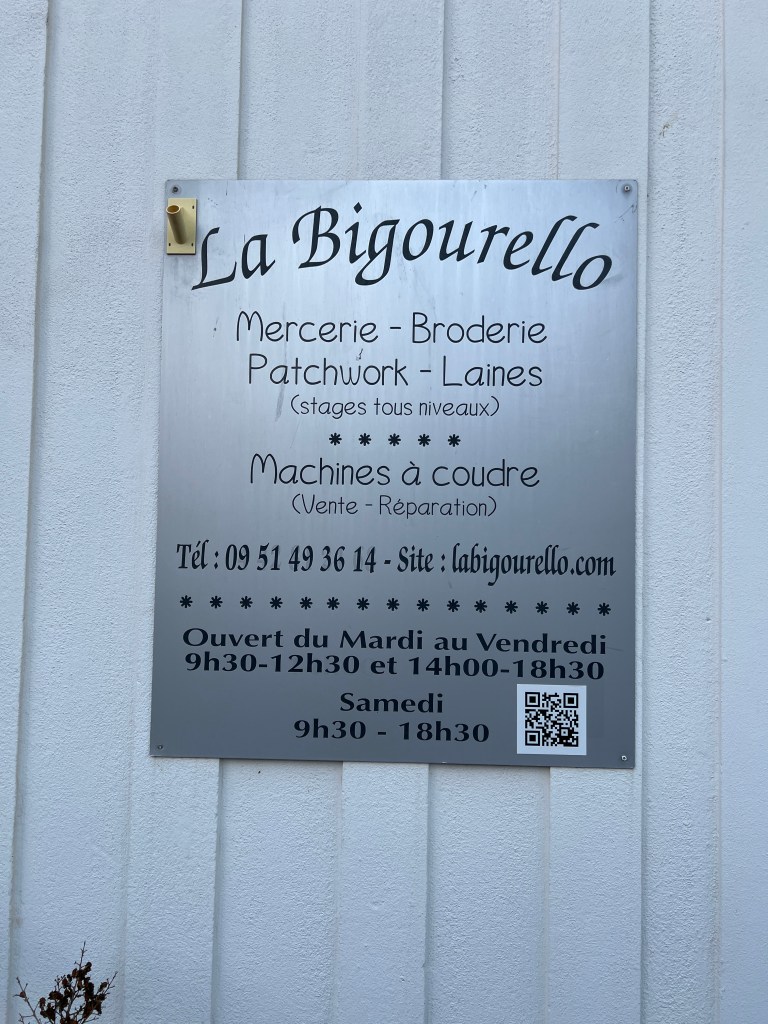 La Bigourello
Mercerie - Broderie
Patchwork - Laines
(stages tous niveaux)
* * * * *
Machines à coudre
(Vente - Réparation)
Tél : 09 51 49 36 14 - Site : labigourello.com
* * * * * * * * * * * * * * *
Ouvert du Mardi au Vendredi
9h30-12h30 et 14h00-18h30
Samedi
9h30 - 18h30